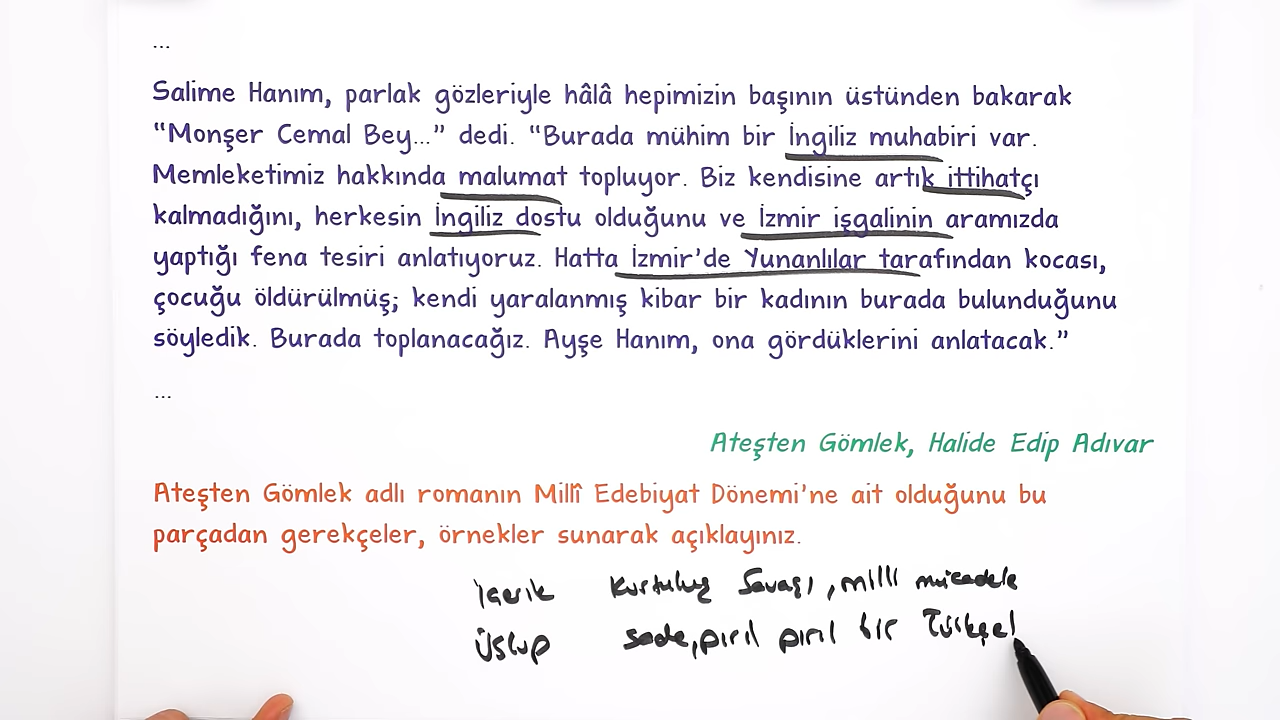 ...
Salime Hanım, parlak gözleriyle hâlâ hepimizin başının üstünden bakarak
“Monşer Cemal Bey...” dedi. “Burada mühim bir İngiliz muhabiri var.
Memleketimiz hakkında malumat topluyor. Biz kendisine artık ittihatçı
kalmadığını, herkesin İngiliz dostu olduğunu ve İzmir işgalinin aramızda
yaptığı fena tesiri anlatıyoruz. Hatta İzmir'de Yunanlılar tarafından kocası,
çocuğu öldürülmüş; kendi yaralanmış kibar bir kadının burada bulunduğunu
söyledik. Burada toplanacağız. Ayşe Hanım, ona gördüklerini anlatacak.”
...
Ateşten Gömlek, Halide Edip Adıvar
Ateşten Gömlek adlı romanın Millî Edebiyat Dönemi'ne ait olduğunu bu
parçadan gerekçeler, örnekler sunarak açıklayınız.
İçerik Kurtuluş Savaşı, milli mücadele
Üslup sade, pırıl pırıl bir Türkçel